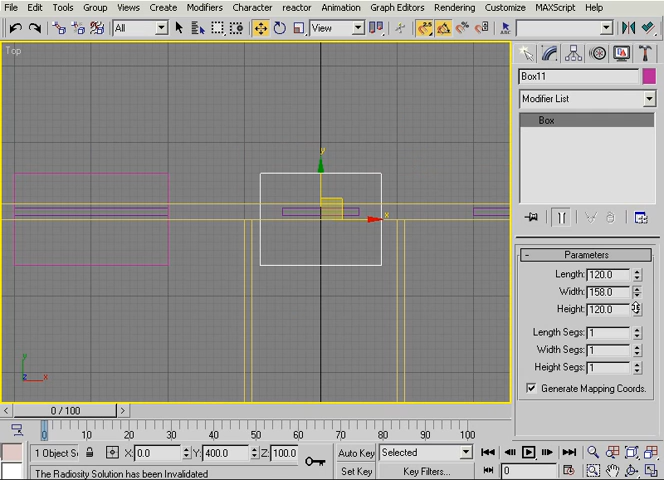 File Edit Tools Group Views Create Modifiers Character reactor Animation Graph Editors Rendering Customize MAXScript Help
All View
Top
Box11
Modifier List
Box
y
x
- Parameters
Length: 120.0
Width: 158.0
Height: 120.0
Length Segs: 1
Width Segs: 1
Height Segs: 1
Generate Mapping Coords.
y
z x
< 0 / 100 >
0 10 20 30 40 50 60 70 80 90 100
1 Object S X: 0.0 Y: 400.0 Z: 100.0 Auto Key Selected
The Radiosity Solution has been Invalidated Set Key Key Filters... 0